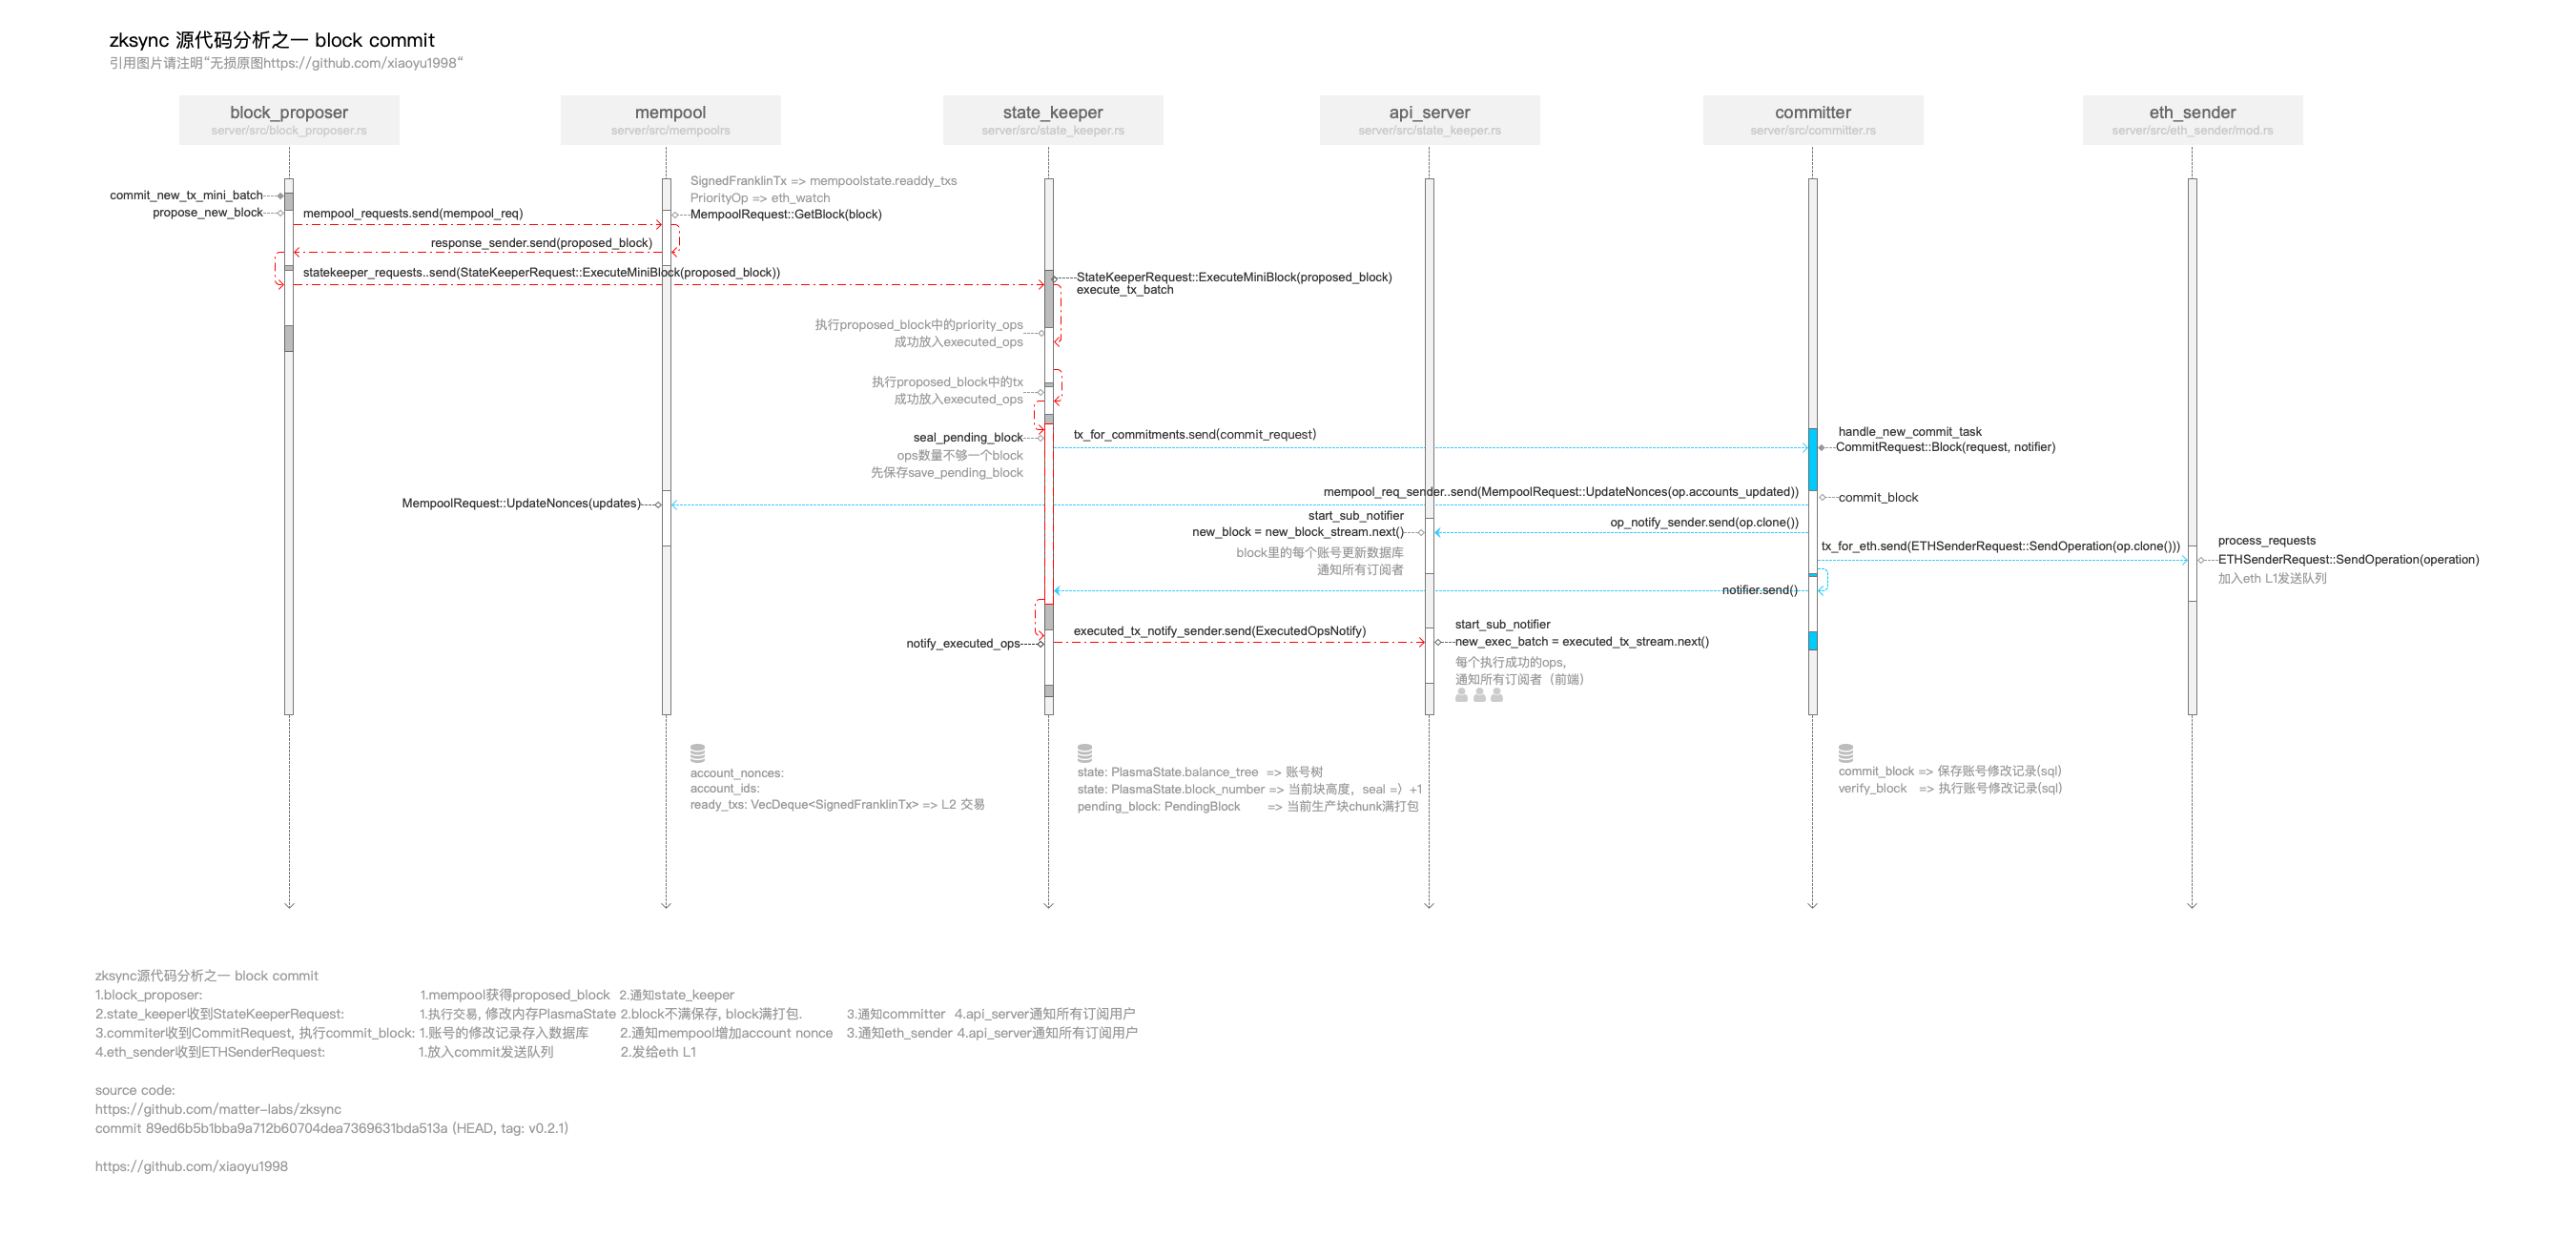 zksync 源代码分析之一 block commit
引用图片请注明“无损原图https://github.com/xiaoyu1998“
block_proposer
server/src/block_proposer.rs
mempool
server/src/mempoolrs
state_keeper
server/src/state_keeper.rs
api_server
server/src/state_keeper.rs
committer
server/src/committer.rs
eth_sender
server/src/eth_sender/mod.rs
SignedFranklinTx => mempoolstate.readdy_txs
PriorityOp => eth_watch
MempoolRequest::GetBlock(block)
commit_new_tx_mini_batch
propose_new_block
mempool_requests.send(mempool_req)
response_sender.send(proposed_block)
statekeeper_requests..send(StateKeeperRequest::ExecuteMiniBlock(proposed_block))
StateKeeperRequest::ExecuteMiniBlock(proposed_block)
execute_tx_batch
执行proposed_block中的priority_ops
成功放入executed_ops
执行proposed_block中的tx
成功放入executed_ops
seal_pending_block
ops数量不够一个block
先保存save_pending_block
tx_for_commitments.send(commit_request)
handle_new_commit_task
CommitRequest::Block(request, notifier)
mempool_req_sender..send(MempoolRequest::UpdateNonces(op.accounts_updated))
commit_block
MempoolRequest::UpdateNonces(updates)
start_sub_notifier
new_block = new_block_stream.next()
block里的每个账号更新数据库
通知所有订阅者
op_notify_sender.send(op.clone())
tx_for_eth.send(ETHSenderRequest::SendOperation(op.clone()))
process_requests
ETHSenderRequest::SendOperation(operation)
加入eth L1发送队列
notifier.send()
notify_executed_ops
executed_tx_notify_sender.send(ExecutedOpsNotify)
start_sub_notifier
new_exec_batch = executed_tx_stream.next()
每个执行成功的ops,
通知所有订阅者（前端）
account_nonces:
account_ids:
ready_txs: VecDeque<SignedFranklinTx> => L2 交易
state: PlasmaState.balance_tree => 账号树
state: PlasmaState.block_number => 当前块高度，seal =）+1
pending_block: PendingBlock => 当前生产块chunk满打包
commit_block => 保存账号修改记录(sql)
verify_block => 执行账号修改记录(sql)
zksync源代码分析之一 block commit
1.block_proposer: 1.mempool获得proposed_block 2.通知state_keeper
2.state_keeper收到StateKeeperRequest: 1.执行交易, 修改内存PlasmaState 2.block不满保存, block满打包. 3.通知committer 4.api_server通知所有订阅用户
3.commiter收到CommitRequest, 执行commit_block: 1.账号的修改记录存入数据库 2.通知mempool增加account nonce 3.通知eth_sender 4.api_server通知所有订阅用户
4.eth_sender收到ETHSenderRequest: 1.放入commit发送队列 2.发给eth L1
source code:
https://github.com/matter-labs/zksync
commit 89ed6b5b1bba9a712b60704dea7369631bda513a (HEAD, tag: v0.2.1)
https://github.com/xiaoyu1998